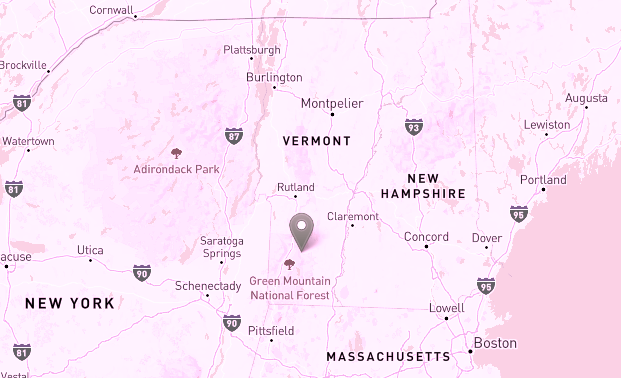 Cornwall
Plattsburgh
Brockville
Burlington
81
Montpelier
Augusta
Lewiston
93
87
Watertown
VERMONT
Adirondack Park
NEW
HAMPSHIRE
Portland
81
Rutland
95
Claremont
Concord
Dover
Saratoga
Springs
Utica
acuse
90
Green Mountain
National Forest
Schenectady
95
NEW YORK
Lowell
90
Pittsfield
Boston
81
MASSACHUSETTS
Vestal